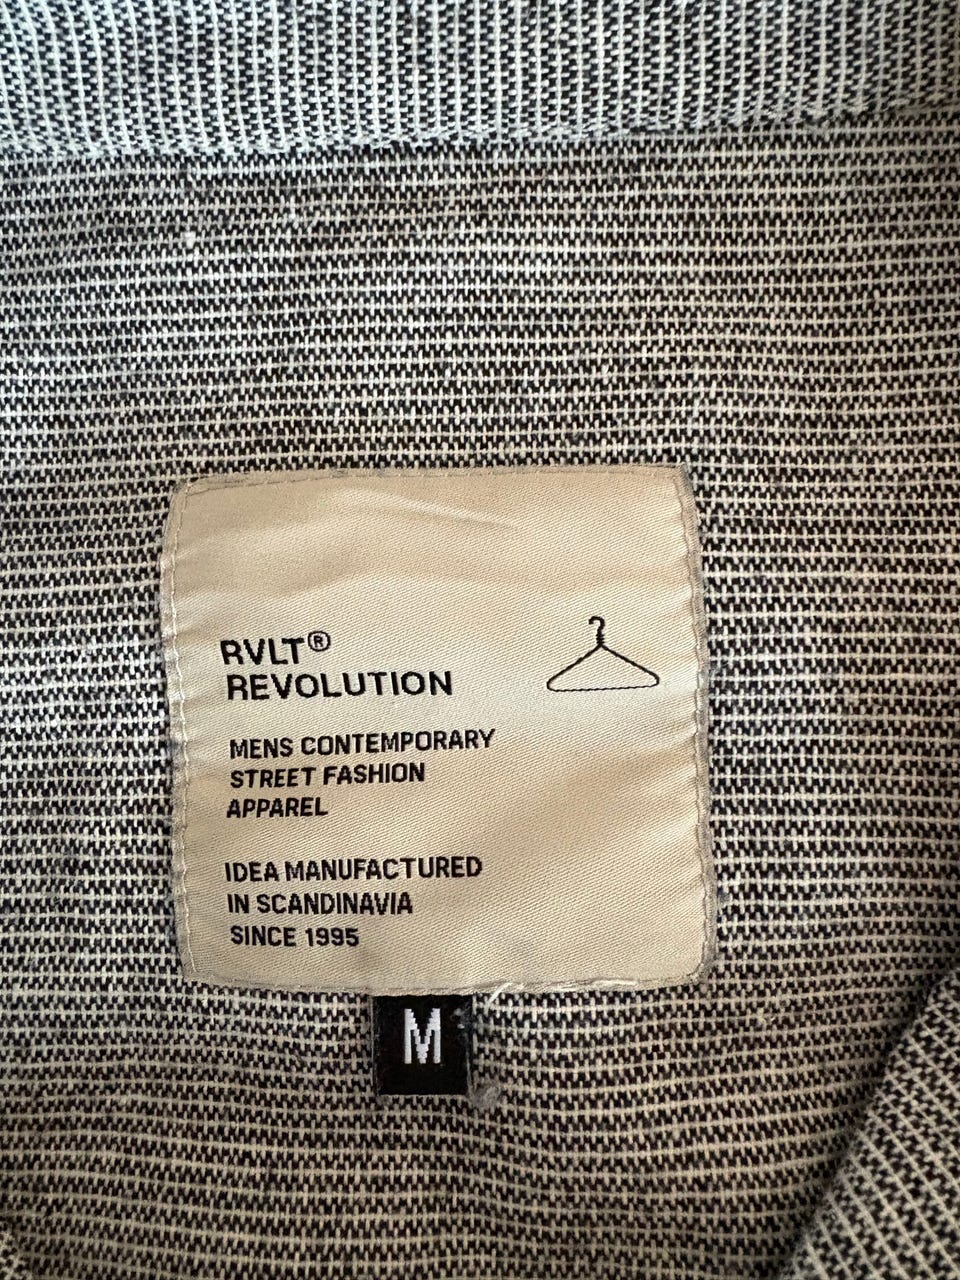 RVLT®
REVOLUTION
MENS CONTEMPORARY
STREET FASHION
APPAREL
IDEA MANUFACTURED
IN SCANDINAVIA
SINCE 1995
M